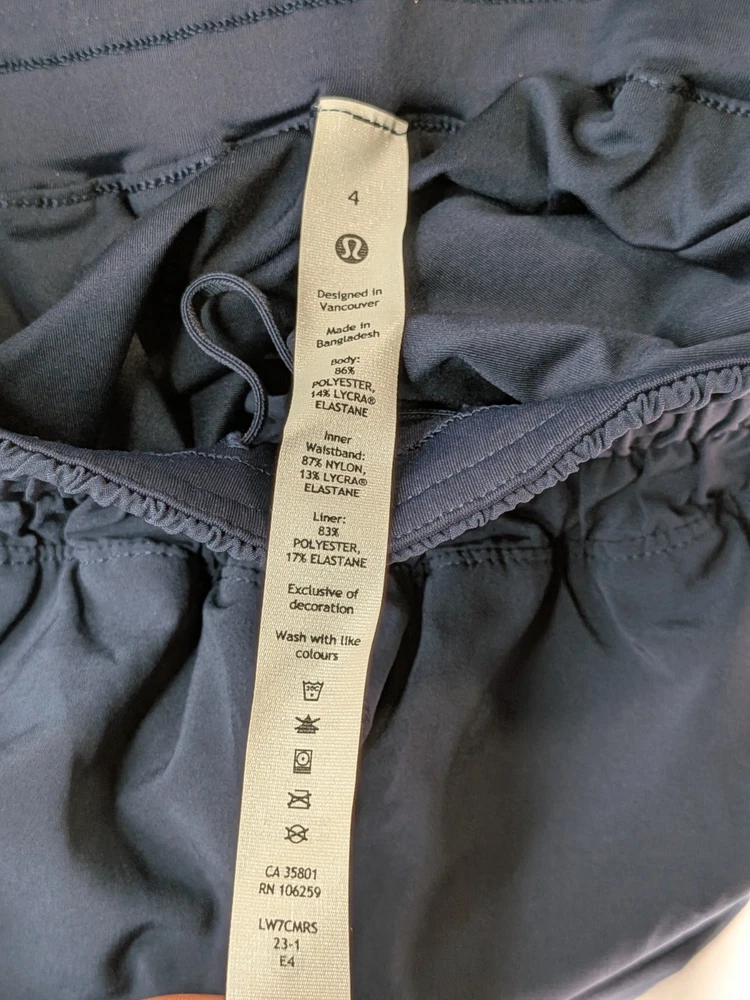 4
Designed in
Vancouver
Made in
Bangladesh
Body:
86%
POLYESTER,
14% LYCRA®
ELASTANE
Inner
Waistband:
87% NYLON,
13% LYCRA®
ELASTANE
Liner:
83%
POLYESTER,
17% ELASTANE
Exclusive of
decoration
Wash with like
colours
30C
CA 35801
RN 106259
LW7CMRS
23-1
E4